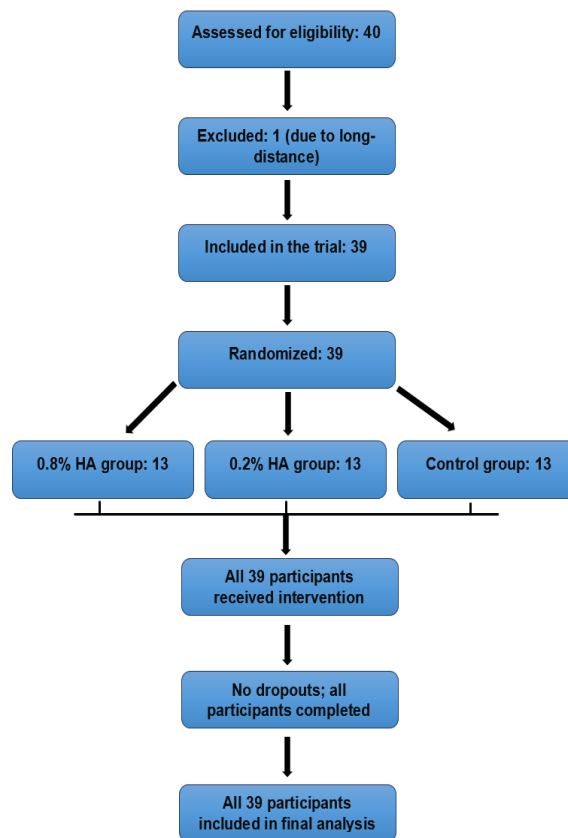 Assessed for eligibility: 40
Excluded: 1 (due to long-
distance)
Included in the trial: 39
Randomized: 39
0.8% HA group: 13
0.2% HA group: 13
Control group: 13
All 39 participants
received intervention
No dropouts; all
participants completed
All 39 participants
included in final analysis